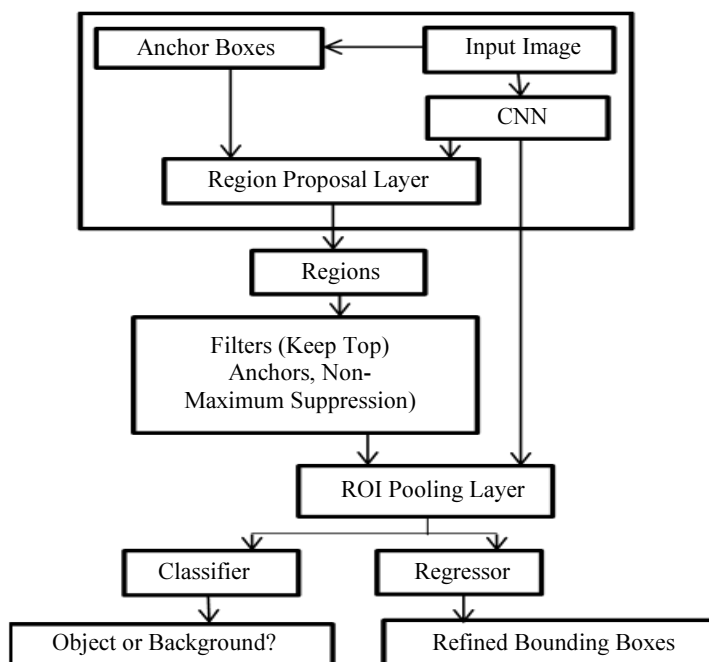 Anchor Boxes
Input Image
CNN
Region Proposal Layer
Regions
Filters (Keep Top)
Anchors, Non-
Maximum Suppression)
ROI Pooling Layer
Classifier
Regressor
Object or Background?
Refined Bounding Boxes